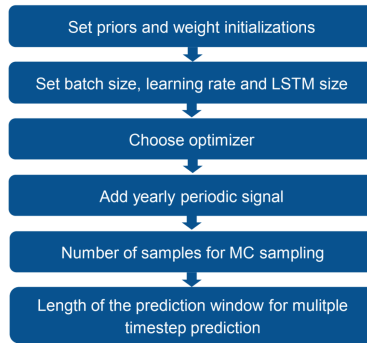 Set priors and weight initializations
Set batch size, learning rate and LSTM size
Choose optimizer
Add yearly periodic signal
Number of samples for MC sampling
Length of the prediction window for mulitple
timestep prediction